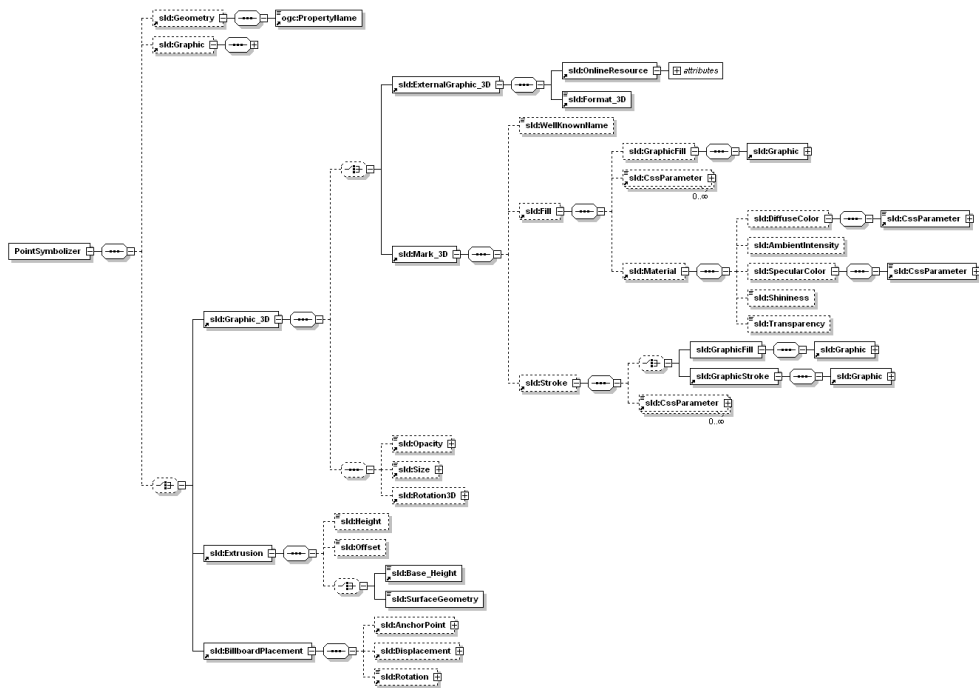 sld:Geometry
ogc:PropertyName
sld:Graphic
sld:ExternalGraphic_3D
sld:OnlineResource
attributes
sld:Format_3D
sld:WellKnownName
sld:GraphicFill
sld:Graphic
sld:CssParameter
0..∞
sld:Fill
sld:DiffuseColor
sld:CssParameter
PointSymbolizer
sld:Mark_3D
sld:AmbientIntensity
sld:Material
sld:SpecularColor
sld:CssParameter
sld:Shininess
sld:Graphic_3D
sld:Transparency
sld:GraphicFill
sld:Graphic
sld:Stroke
sld:GraphicStroke
sld:Graphic
sld:CssParameter
0..∞
sld:Opacity
sld:Size
sld:Rotation3D
sld:Height
sld:Extrusion
sld:Offset
sld:Base_Height
sld:SurfaceGeometry
sld:AnchorPoint
sld:BillboardPlacement
sld:Displacement
sld:Rotation